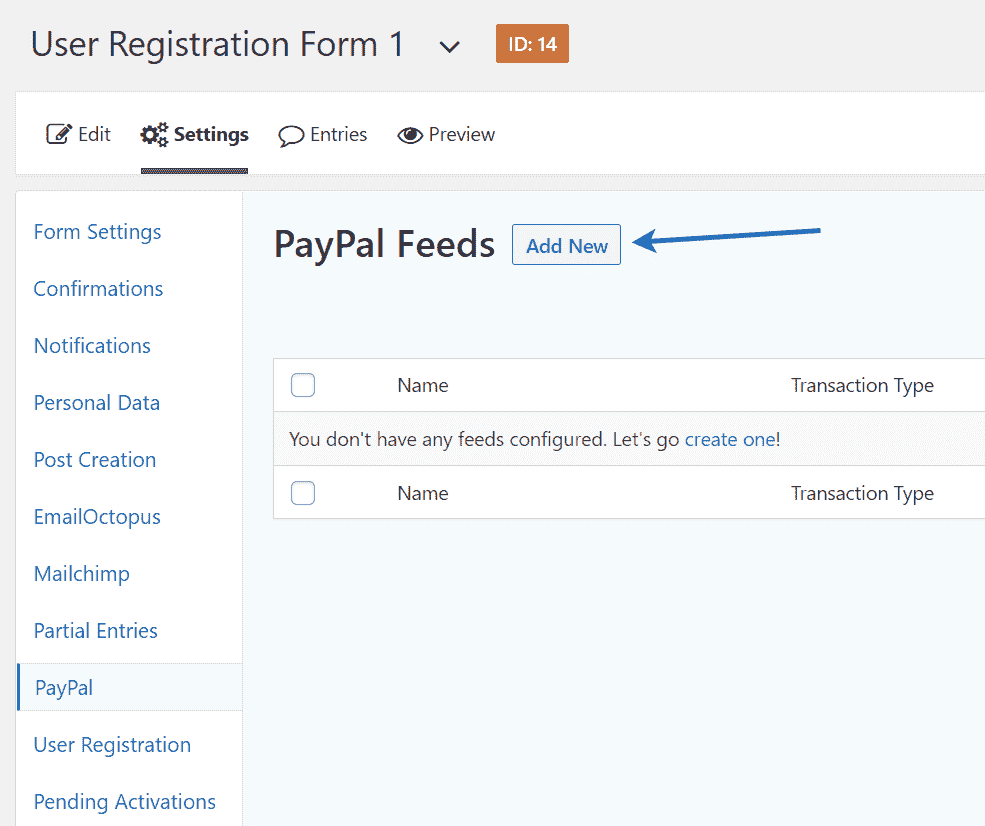 User Registration Form 1 ID: 14
Edit Settings Entries Preview
Form Settings
Confirmations
Notifications
Personal Data
Post Creation
EmailOctopus
Mailchimp
Partial Entries
PayPal
User Registration
Pending Activations
PayPal Feeds Add New
Name Transaction Type
You don't have any feeds configured. Let's go create one!
Name Transaction Type